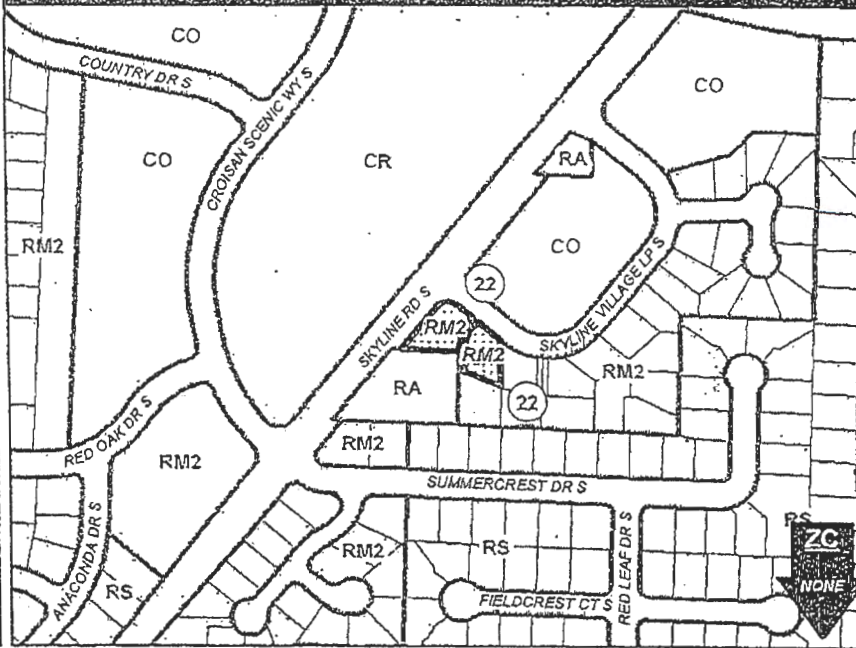 CO
COUNTRY DR S
CROISAN SCENIC WY S
CO
CO
CR
RA
RM2
CO
22
SKYLINE RD S
RM2
SKYLINE VILLAGE LP S
RM2
RM2
RA
22
RED OAK DR S
RM2
RM2
SUMMERCREST DR S
ANACONDA DR S
RM2
RS
RED LEAF DR S
RS
ZC
RS
NONE
FIELDCREST CT S